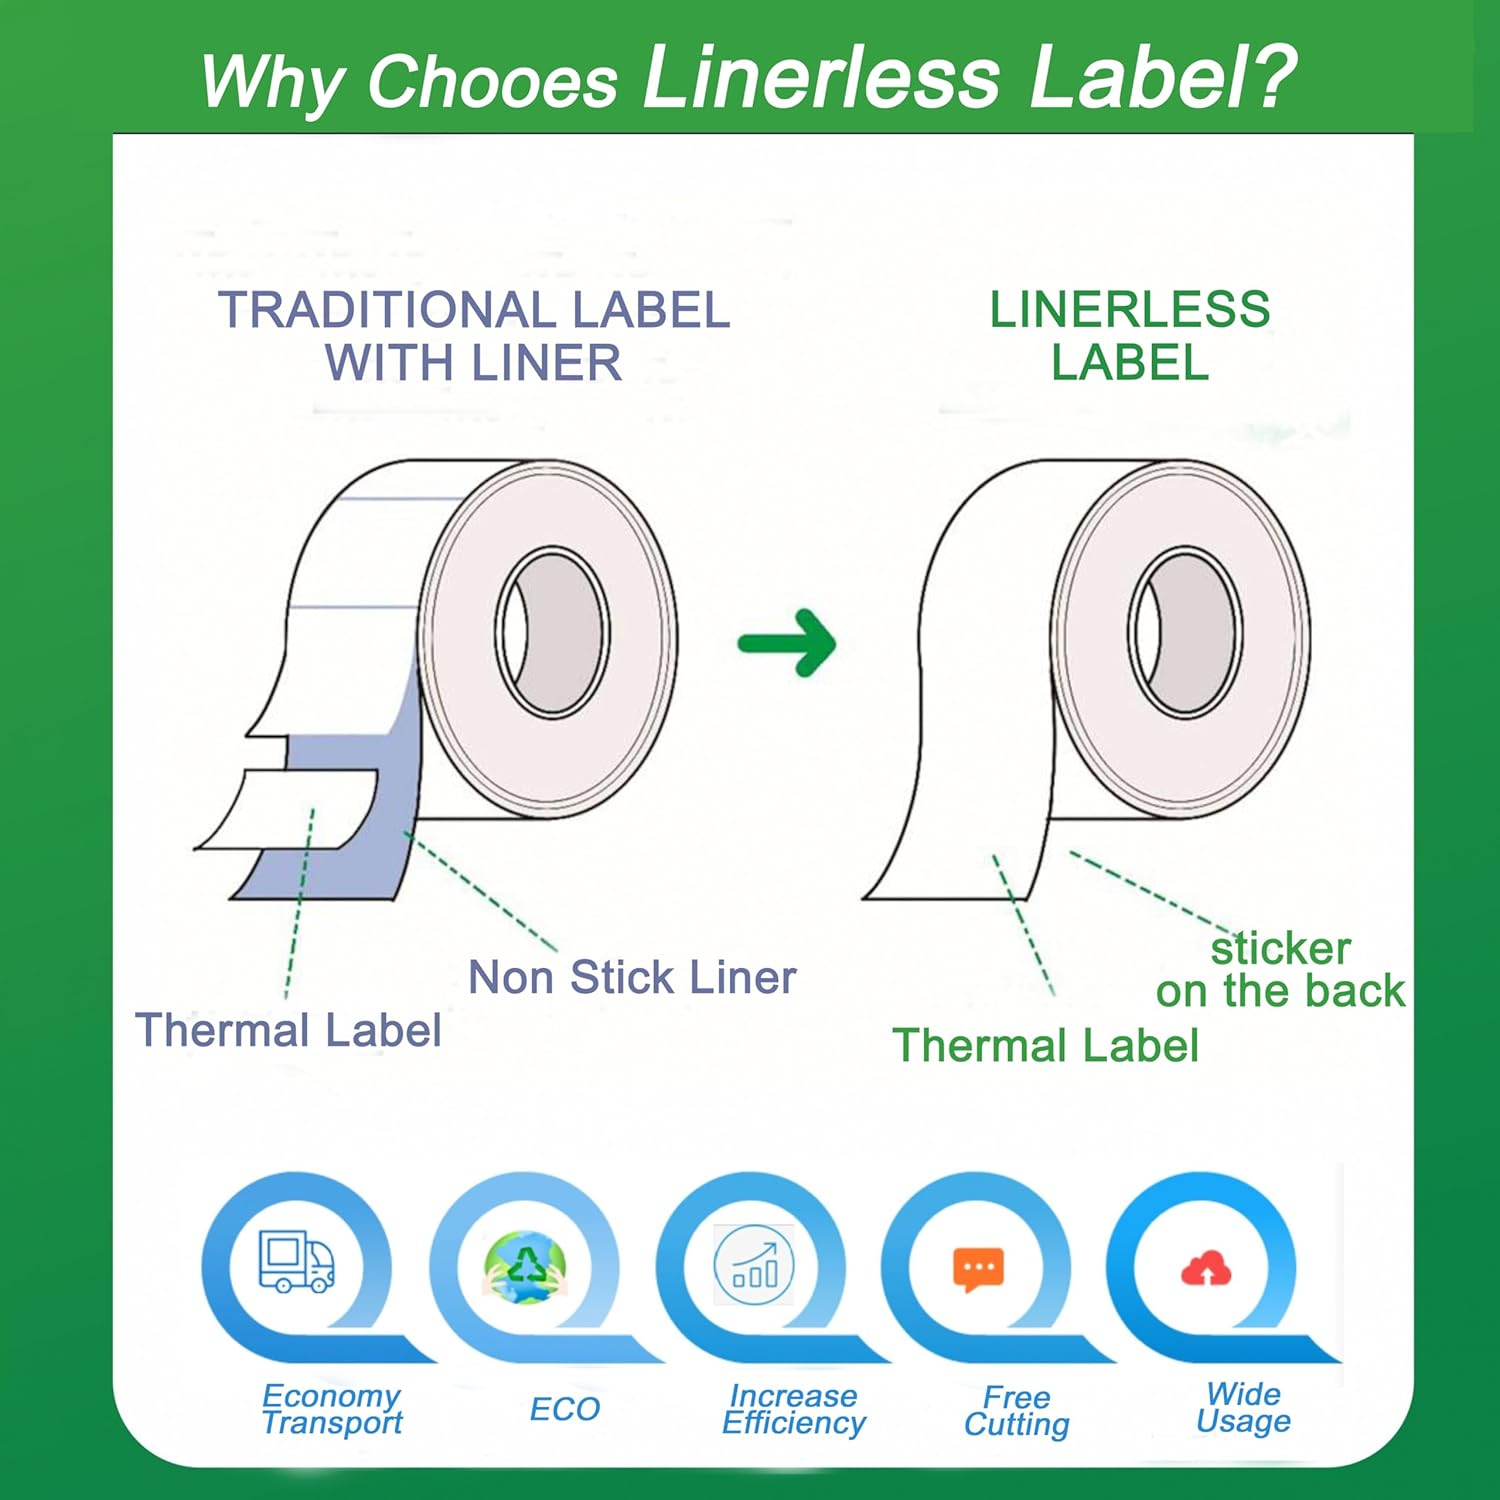 Why Chooes Linerless Label?
TRADITIONAL LABEL
WITH LINER
LINERLESS
LABEL
Non Stick Liner
Thermal Label
sticker
on the back
Thermal Label
Economy
Transport
ECO
Increase
Efficiency
Free
Cutting
Wide
Usage